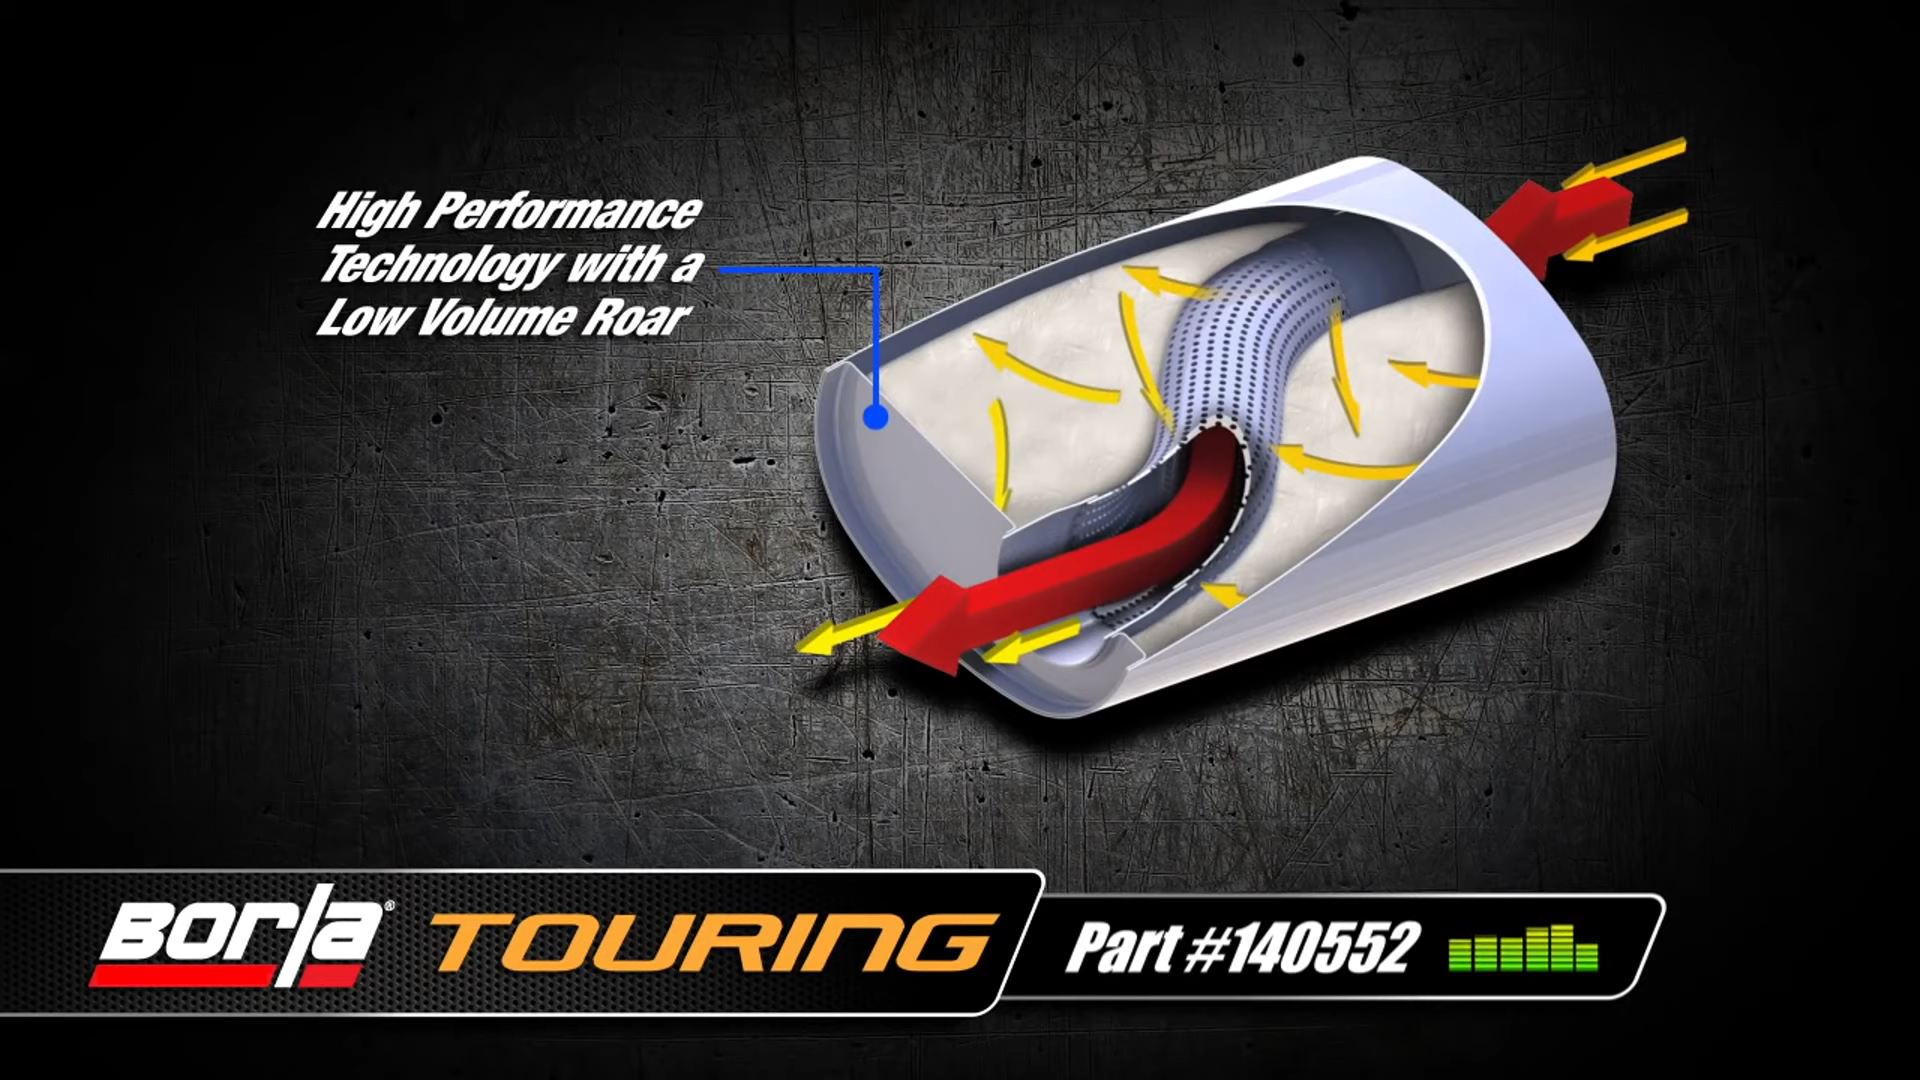 High Performance
Technology with a
Low Volume Roar
BORLA® TOURING
Part #140552